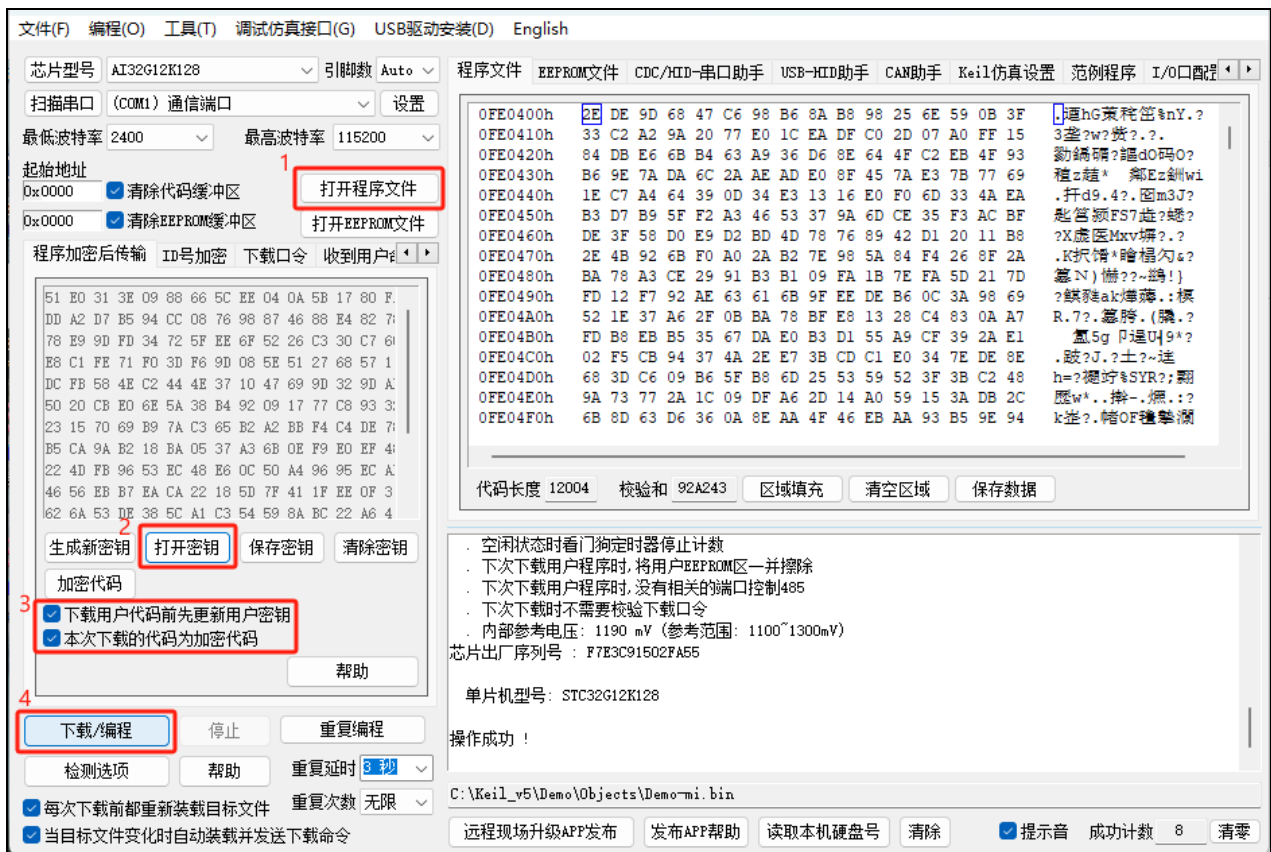 文件(F) 编程(O) 工具(T) 调试仿真接口(G) USB驱动安装(D) English
芯片型号 AI32G12K128 引脚数 Auto
扫描串口 (COM1) 通信端口 设置
最低波特率 2400 最高波特率 115200
起始地址
1
0x0000 清除代码缓冲区 打开程序文件
0x0000 清除EEPROM缓冲区 打开EEPROM文件
程序加密后传输 ID号加密 下载口令 收到用户
51 E0 31 3E 09 88 66 5C EE 04 0A 5B 17 80 F
DD A2 D7 B5 94 CC 08 76 98 87 46 88 E4 82
78 E9 9D FD 34 72 5F EE 6F 52 26 C3 30 C7
E8 C1 FE 71 F0 3D F6 9D 08 5E 51 27 68 57 1
DC FB 58 4E C2 44 4E 37 10 47 69 9D 32 9D
50 20 CB E0 6E 5A 38 B4 92 09 17 77 C8 93
23 15 70 69 B9 7A C3 65 B2 A2 BB F4 C4 DE
B5 CA 9A B2 18 BA 05 37 A3 6B 0E F9 E0 EF
22 4D FB 96 53 EC 48 E6 0C 50 A4 96 95 EC
46 56 EB B7 EA CA 22 18 5D 7F 41 1F EE 0F 3
62 6A 53 DE 38 5C A1 C3 54 59 8A BC 22 A6 4
2
生成新密钥 打开密钥 保存密钥 清除密钥
加密代码
3
下载用户代码前先更新用户密钥
本次下载的代码为加密代码
帮助
4
下载/编程 停止 重复编程
检测选项 帮助 重复延时 3 秒
每次下载前都重新装载目标文件 重复次数 无限
当目标文件变化时自动装载并发送下载命令
程序文件 EEPROM文件 CDC/HID-串口助手 USB-HID助手 CAN助手 Keil仿真设置 范例程序 I/O口配
0FE0400h 2E DE 9D 68 47 C6 98 B6 8A B8 98 25 6E 59 0B 3F
0FE0410h 33 C2 A2 9A 20 77 E0 1C EA DF C0 2D 07 A0 FF 15
0FE0420h 84 DB E6 6B B4 63 A9 36 D6 8E 64 4F C2 EB 4F 93
0FE0430h B6 9E 7A DA 6C 2A AE AD E0 8F 45 7A E3 7B 77 69
0FE0440h 1E C7 A4 64 39 0D 34 E3 13 16 E0 F0 6D 33 4A EA
0FE0450h B3 D7 B9 5F F2 A3 46 53 37 9A 6D CE 35 F3 AC BF
0FE0460h DE 3F 58 D0 E9 D2 BD 4D 78 76 89 42 D1 20 11 B8
0FE0470h 2E 4B 92 6B F0 A0 2A B2 7E 98 5A 84 F4 26 8F 2A
0FE0480h BA 78 A3 CE 29 91 B3 B1 09 FA 1B 7E FA 5D 21 7D
0FE0490h FD 12 F7 92 AE 63 61 6B 9F EE DE B6 0C 3A 98 69
0FE04A0h 52 1E 37 A6 2F 0B BA 78 BF E8 13 28 C4 83 0A A7
0FE04B0h FD B8 EB B5 35 67 DA E0 B3 D1 55 A9 CF 39 2A E1
0FE04C0h 02 F5 CB 94 37 4A 2E E7 3B CD C1 E0 34 7E DE 8E
0FE04D0h 68 3D C6 09 B6 5F B8 6D 25 53 59 52 3F 3B C2 48
0FE04E0h 9A 73 77 2A 1C 09 DF A6 2D 14 A0 59 15 3A DB 2C
0FE04F0h 6B 8D 63 D6 36 0A 8E AA 4F 46 EB AA 93 B5 9E 94
代码长度 12004 校验和 92A243 区域填充 清空区域 保存数据
. 空闲状态时看门狗定时器停止计数
. 下次下载用户程序时,将用户EEPROM区一并擦除
. 下次下载用户程序时,没有相关的端口控制485
. 下次下载时不需要校验下载口令
. 内部参考电压: 1190 mV (参考范围: 1100~1300mV)
芯片出厂序列号 : F7E3C91502FA55
单片机型号: STC32G12K128
操作成功 !
C:\Keil_v5\Demo\Objects\Demo-mi.bin
远程现场升级APP发布 发布APP帮助 读取本机硬盘号 清除 提示音 成功计数 8 清零